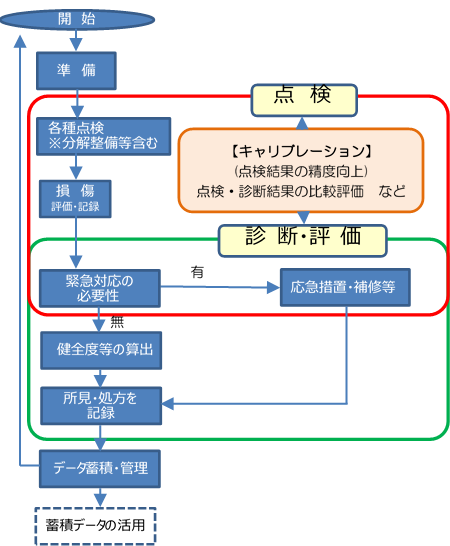 開 始
準 備
点 検
各種点検
※分解整備等含む
【キャリブレーション】
(点検結果の精度向上)
点検・診断結果の比較評価 など
損 傷
評価・記録
診 断・評 価
緊急対応の
必要性
有
応急措置・補修等
無
健全度等の算出
所見・処方を
記録
データ蓄積・管理
蓄積データの活用